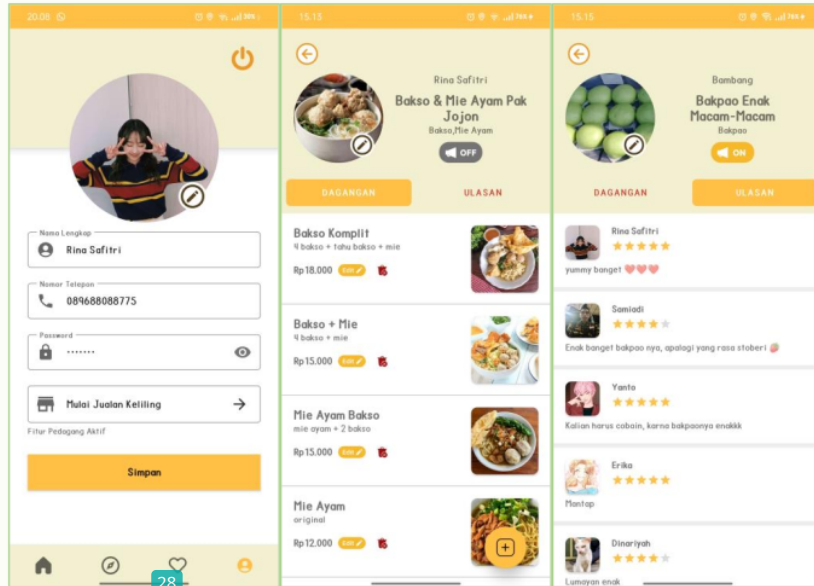 20.00
Nama Lengkap
Rina Safitri
Nomor Telepon
089688088775
Password
.......
Mulai Jualan Keliling
Fitur Pedagang Aktif
Simpan
28
15.15
Rina Safitri
Bakso & Mie Ayam Pak
Jojon
Bakso,Mie Ayam
OFF
DAGANGAN
ULASAN
Bakso Komplit
4 bakso + tahu bakso + mie
Rp18.000 Edit
Bakso + Mie
4 bakso + mie
Rp15.000 Edit
Mie Ayam Bakso
mie ayam + 2 bakso
Rp15.000 Edit
Mie Ayam
original
Rp12.000 Edit
15.15
Bambang
Bakpao Enak
Macam-Macam
Bakpao
ON
DAGANGAN
ULASAN
Rina Safitri
yummy banget ❤❤❤
Samiadi
Enak banget bakpao nya, apalagi yang rasa stoberi 🍓
Yanto
Kalian harus cobain, karna bakpaonya enakkk
Erika
Mantap
Dinariyah
Lumayan enak